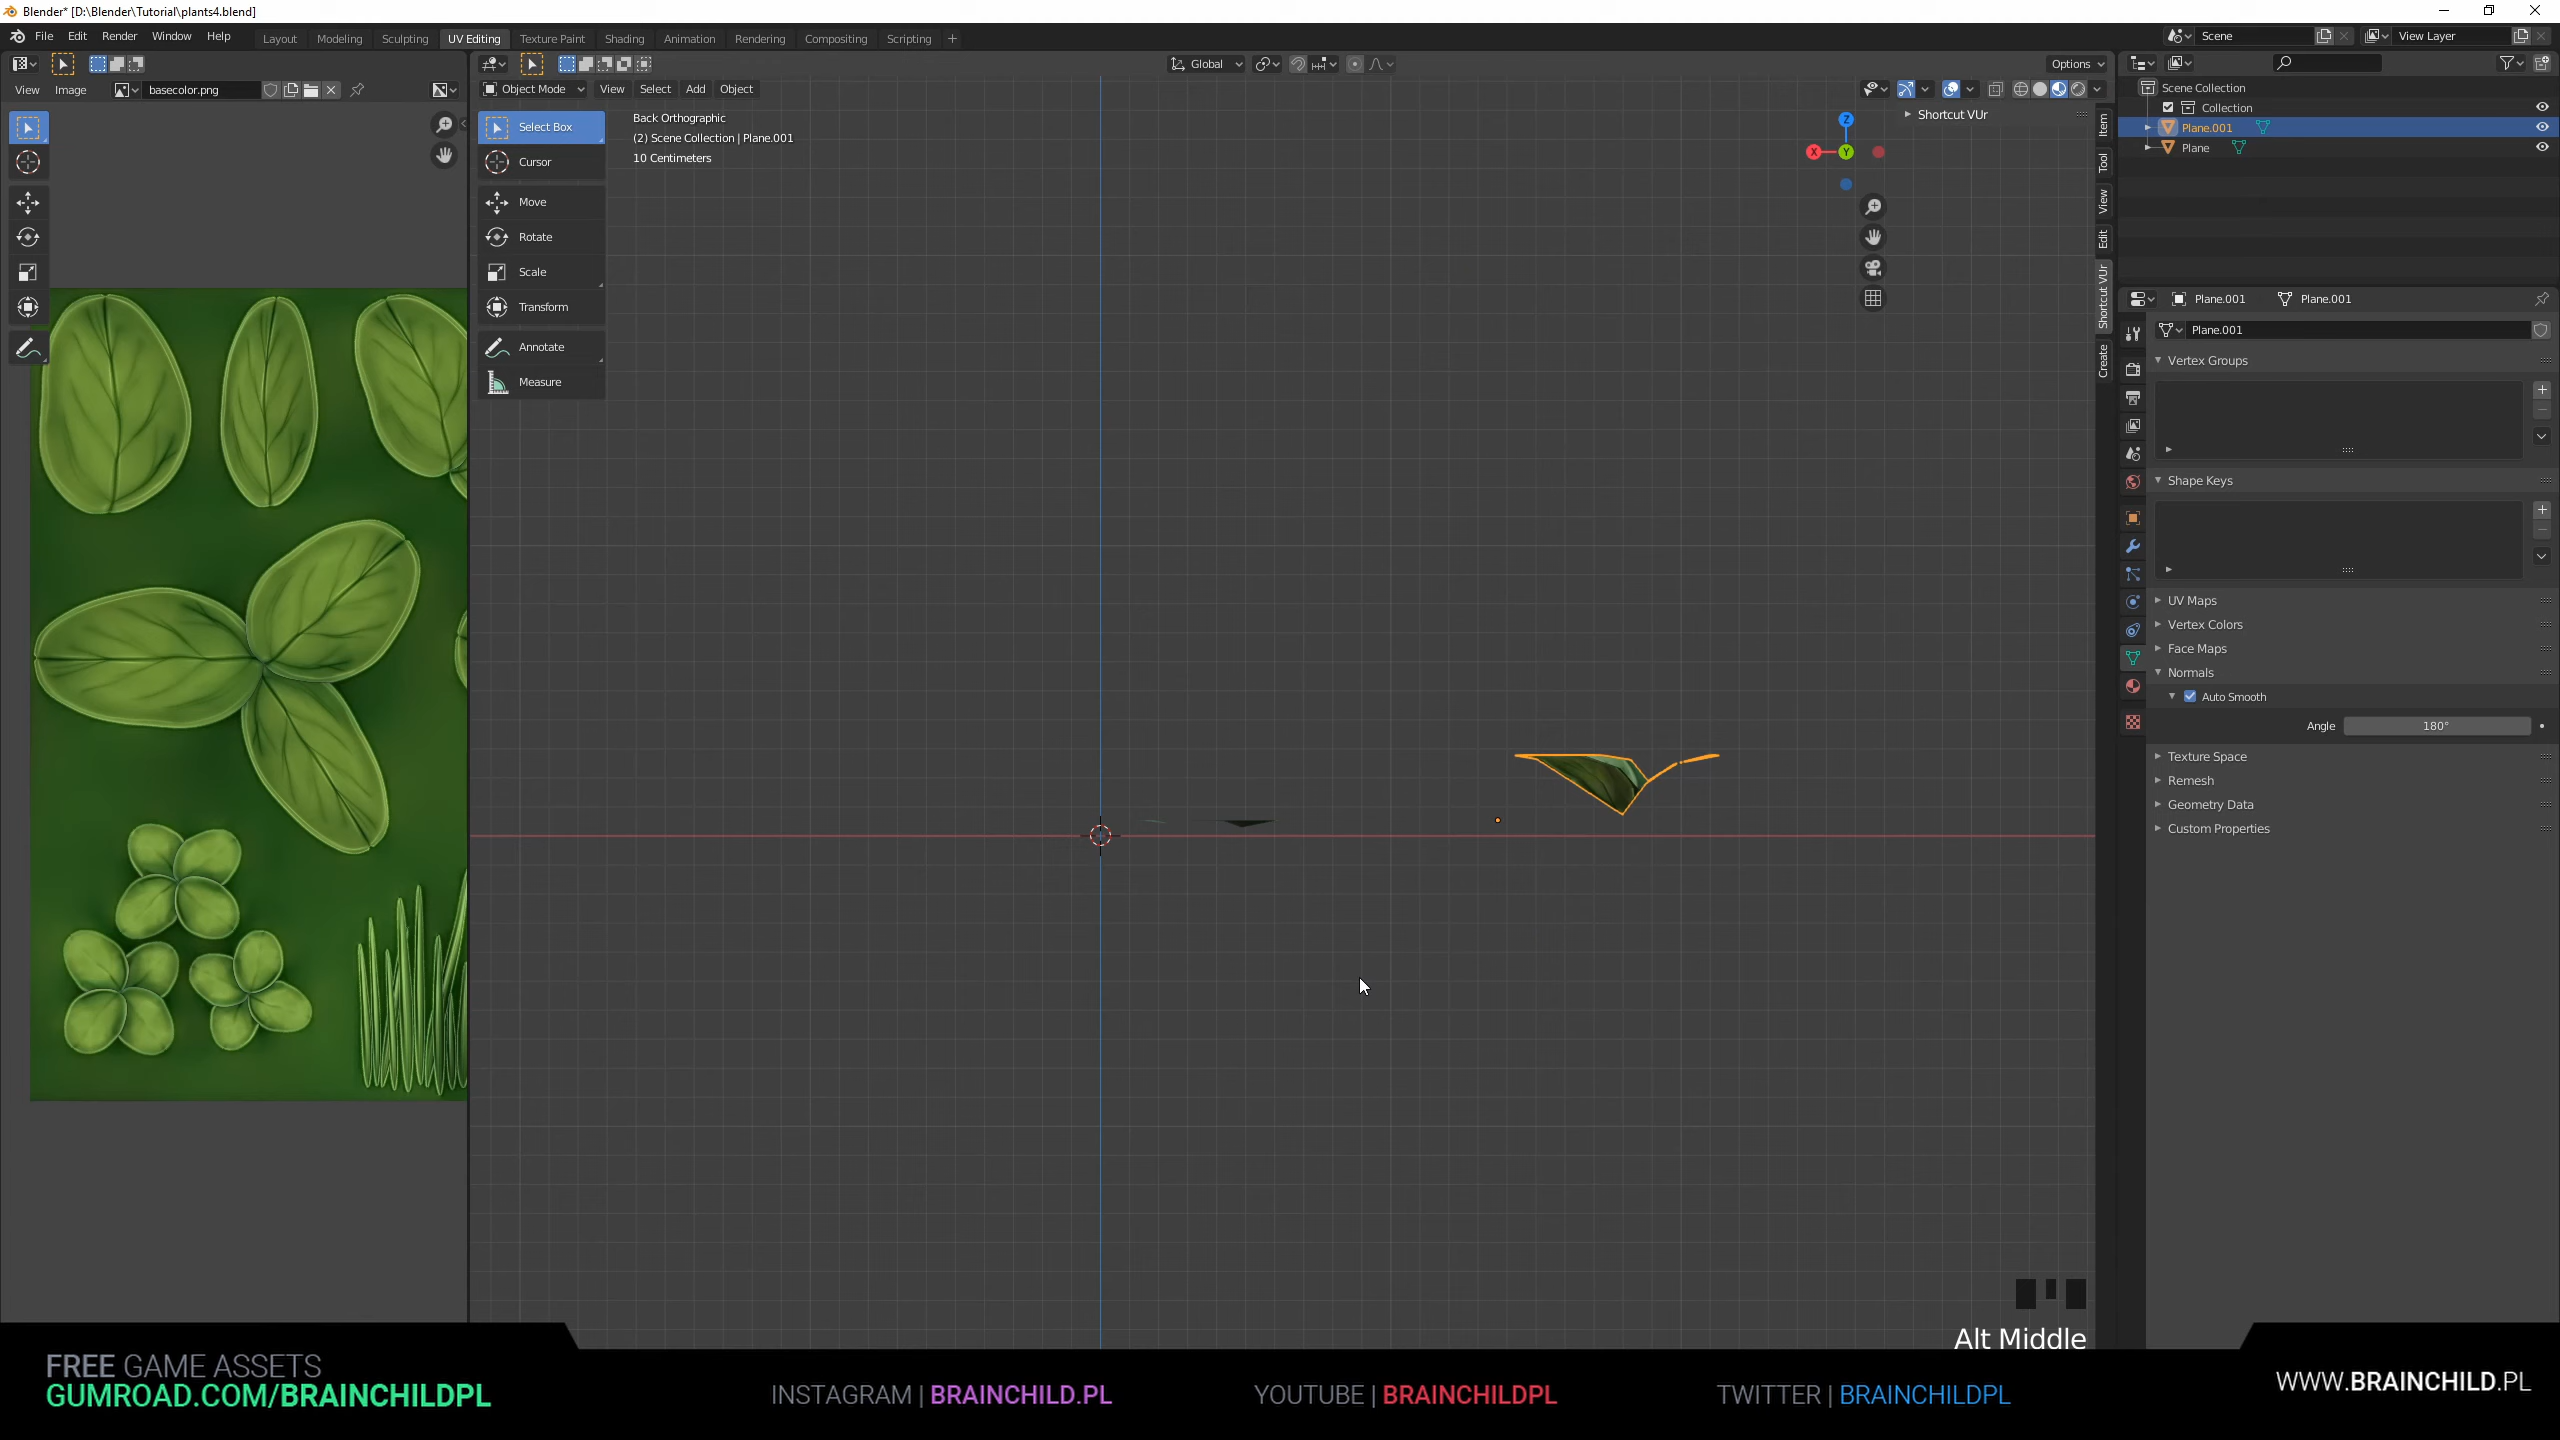 Blender* [D:\Blender\Tutorial\plants4.blend]
File Edit Render Window Help
Layout Modeling Sculpting UV Editing Texture Paint Shading Animation Rendering Compositing Scripting
Scene
View Layer
Global
Options
View Image
basecolor.png
Object Mode View Select Add Object
Scene Collection
Collection
Plane.001
Plane
Select Box
Cursor
Move
Rotate
Scale
Transform
Annotate
Measure
Back Orthographic
(2) Scene Collection | Plane.001
10 Centimeters
Z
X
Y
Shortcut VUr
Item
Tool
View
Edit
Shortcut VUr
Create
Plane.001
Plane.001
Plane.001
Vertex Groups
Shape Keys
UV Maps
Vertex Colors
Face Maps
Normals
Auto Smooth
Angle 180°
Texture Space
Remesh
Geometry Data
Custom Properties
Alt Middle
FREE GAME ASSETS
GUMROAD.COM/BRAINCHILDPL
INSTAGRAM | BRAINCHILD.PL
YOUTUBE | BRAINCHILDPL
TWITTER | BRAINCHILDPL
WWW.BRAINCHILD.PL